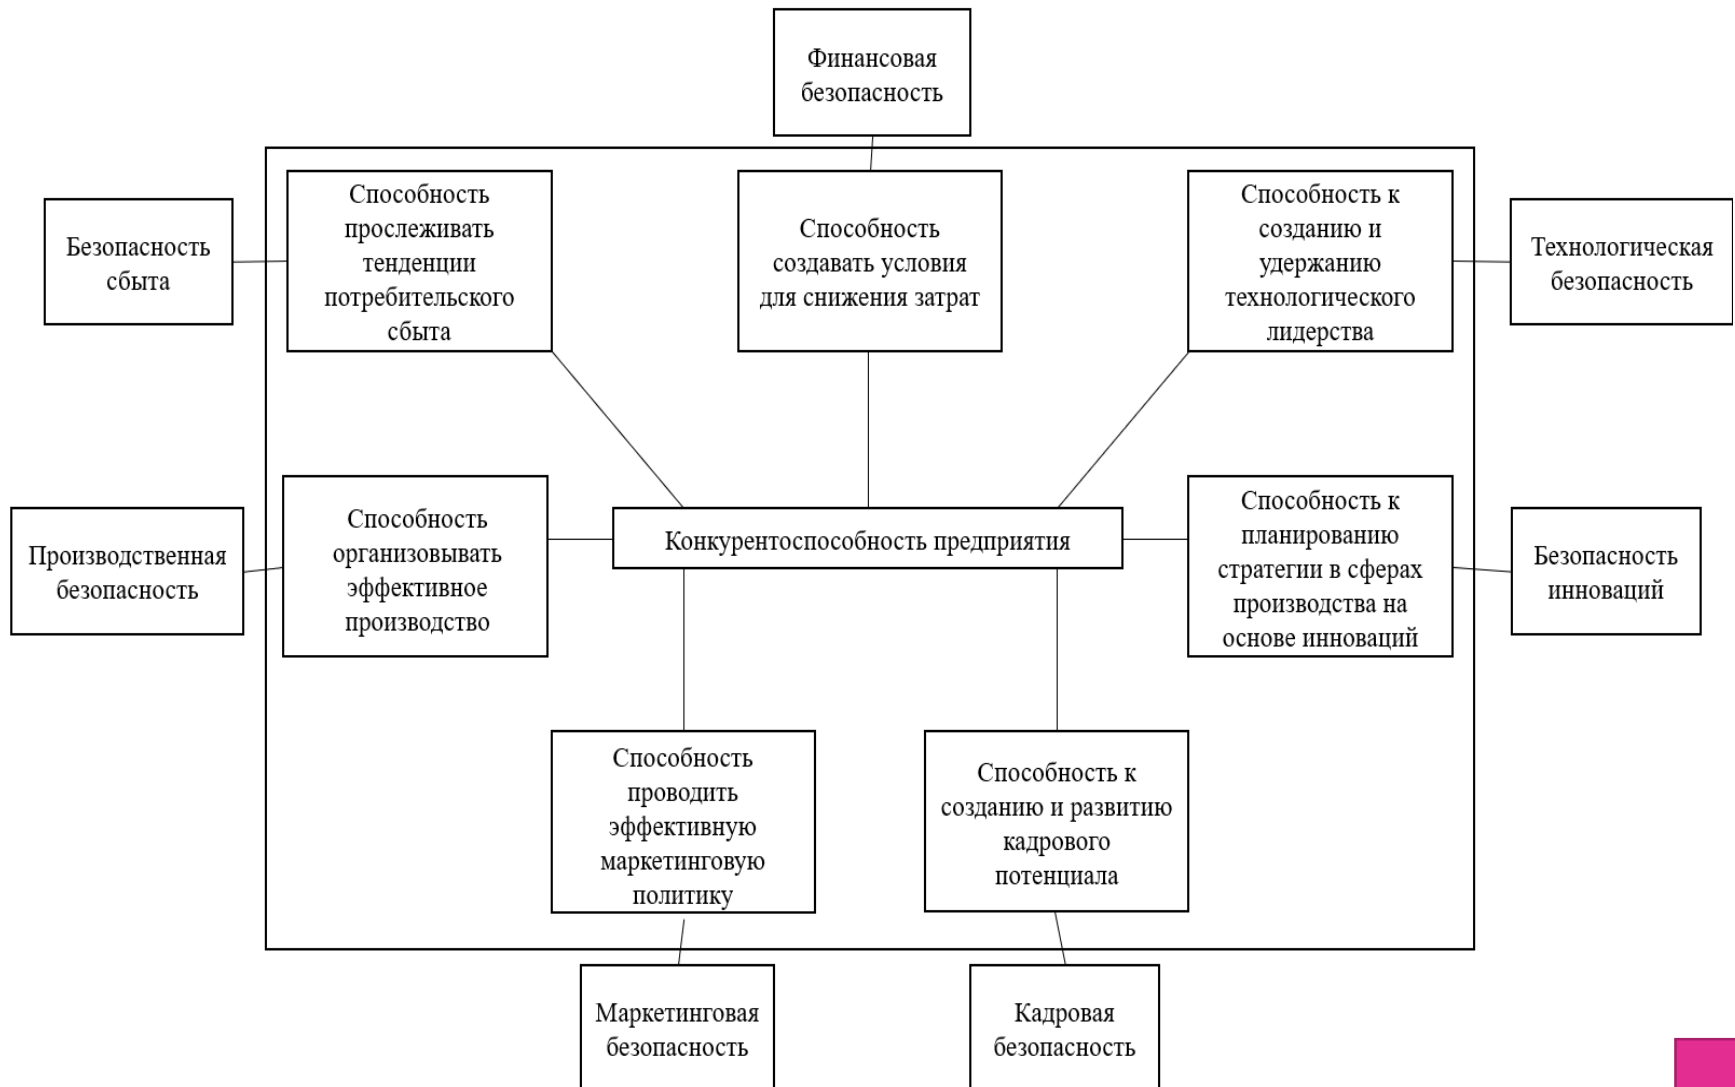 Финансовая
безопасность
Безопасность
сбыта
Способность
прослеживать
тенденции
потребительского
сбыта
Способность
создавать условия
для снижения затрат
Способность к
созданию и
удержанию
технологического
лидерства
Технологическая
безопасность
Производственная
безопасность
Способность
организовывать
эффективное
производство
Конкурентоспособность предприятия
Способность к
планированию
стратегии в сферах
производства на
основе инноваций
Безопасность
инноваций
Способность
проводить
эффективную
маркетинговую
политику
Способность к
созданию и развитию
кадрового
потенциала
Маркетинговая
безопасность
Кадровая
безопасность